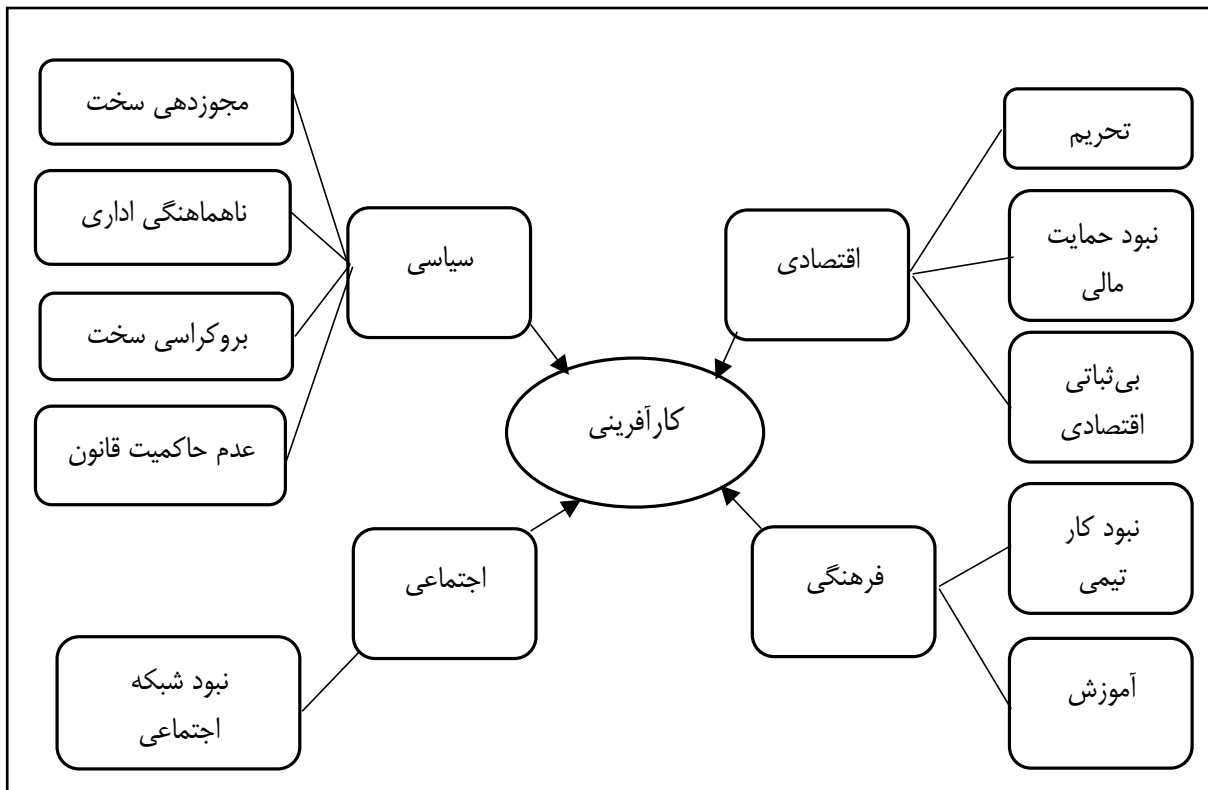 تحریم
نبود حمایت
مالی
بی‌ثباتی
اقتصادی
اقتصادی
مجوزدهی سخت
ناهماهنگی اداری
بروکراسی سخت
عدم حاکمیت قانون
سیاسی
کارآفرینی
نبود کار
تیمی
آموزش
فرهنگی
اجتماعی
نبود شبکه
اجتماعی